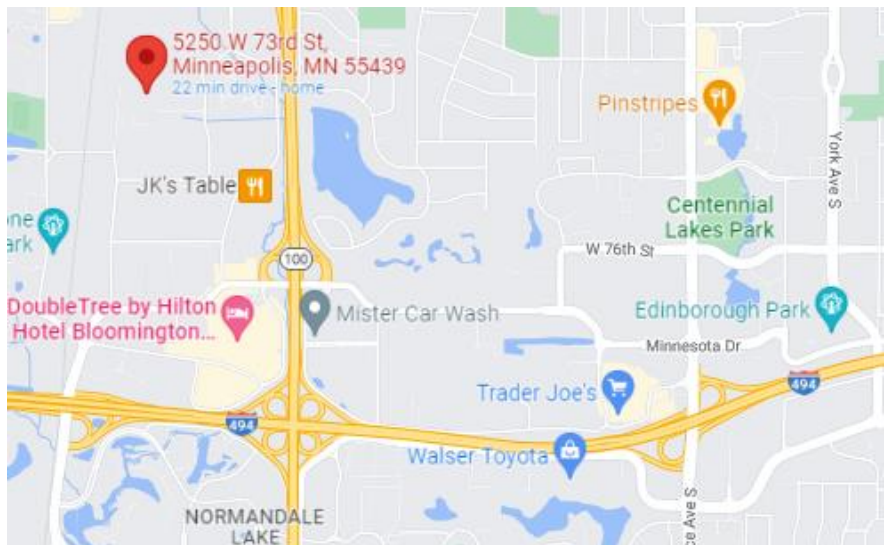 5250 W 73rd St,
Minneapolis, MN 55439
22 min drive - home
Pinstripes
York Ave S
JK's Table
Centennial
Lakes Park
one
ark
W 76th St
100
DoubleTree by Hilton
Hotel Bloomington...
Mister Car Wash
Edinborough Park
Minnesota Dr
494
Trader Joe's
494
Walser Toyota
NORMANDALE
LAKE
ce Ave S